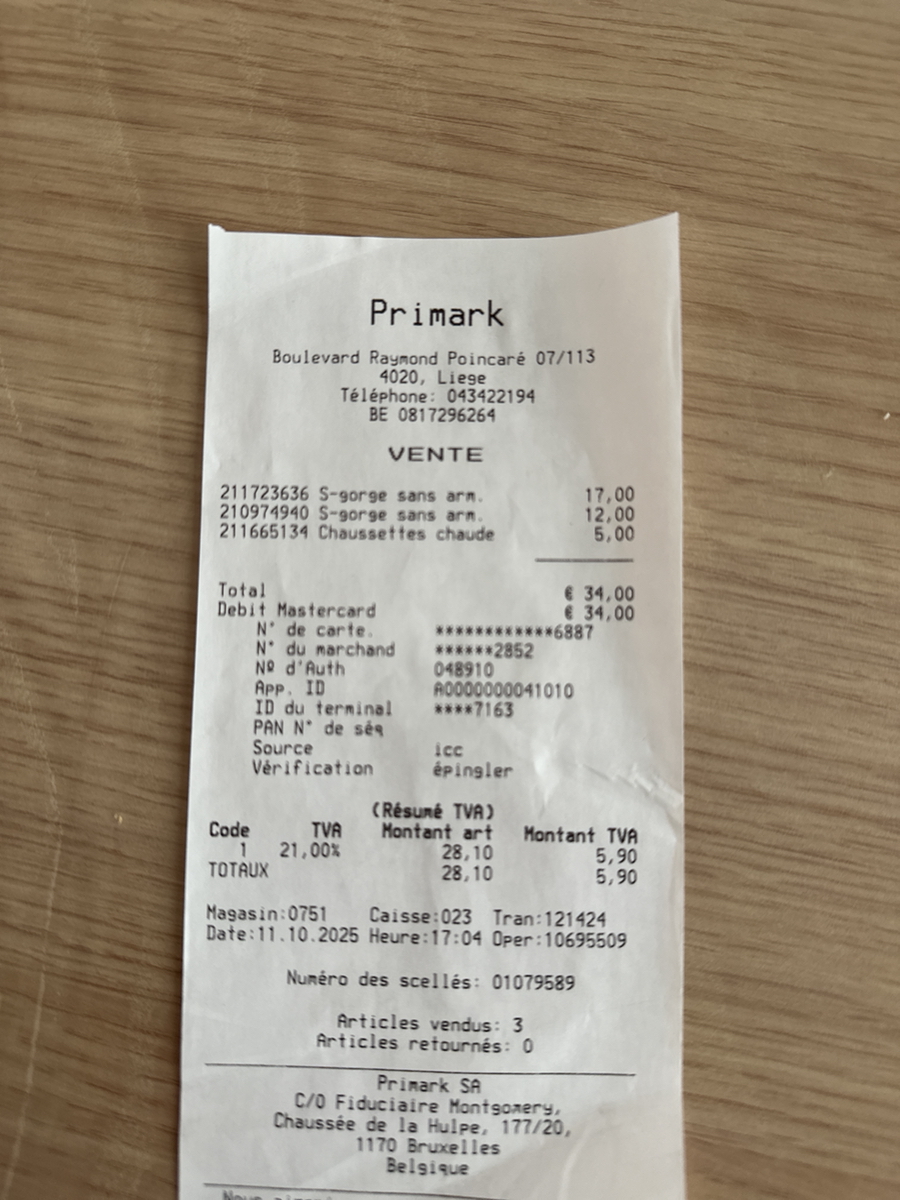 Primark
Boulevard Raymond Poincaré 07/113
4020, Liege
Téléphone: 043422194
BE 0817296264
VENTE
211723636 S-gorge sans arm. 17,00
210974940 S-gorge sans arm. 12,00
211665134 Chaussettes chaude 5,00
Total € 34,00
Debit Mastercard € 34,00
N° de carte. ************6887
N° du marchand ******2852
Nº d'Auth 048910
App. ID A0000000041010
ID du terminal ****7163
PAN N° de séq
Source icc
Vérification épingler
(Résumé TVA)
Code TVA Montant art Montant TVA
1 21,00% 28,10 5,90
TOTAUX 28,10 5,90
Magasin:0751 Caisse:023 Tran:121424
Date:11.10.2025 Heure:17:04 Oper:10695509
Numéro des scellés: 01079589
Articles vendus: 3
Articles retournés: 0
Primark SA
C/O Fiduciaire Montgomery,
Chaussée de la Hulpe, 177/20,
1170 Bruxelles
Belgique